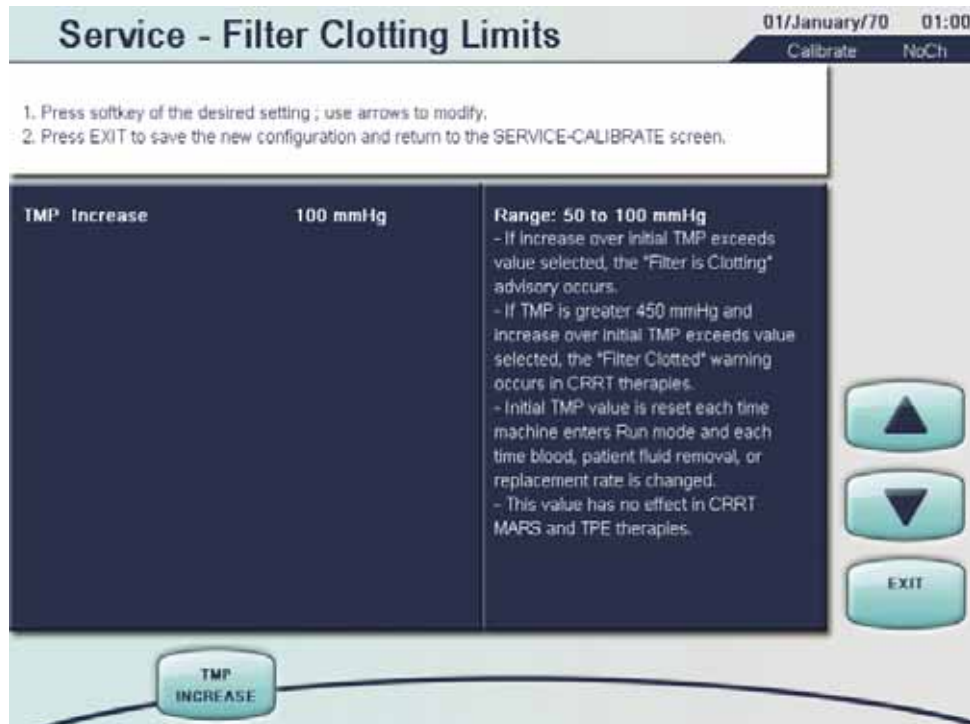 Service - Filter Clotting Limits
01/January/70 01:00
Calibrate NoCh
1. Press softkey of the desired setting ; use arrows to modify.
2. Press EXIT to save the new configuration and return to the SERVICE-CALIBRATE screen.
TMP Increase 100 mmHg
Range: 50 to 100 mmHg
- If increase over initial TMP exceeds
value selected, the "Filter is Clotting"
advisory occurs.
- If TMP is greater 450 mmHg and
increase over initial TMP exceeds value
selected, the "Filter Clotted" warning
occurs in CRRT therapies.
- Initial TMP value is reset each time
machine enters Run mode and each
time blood, patient fluid removal, or
replacement rate is changed.
- This value has no effect in CRRT
MARS and TPE therapies.
EXIT
TMP
INCREASE